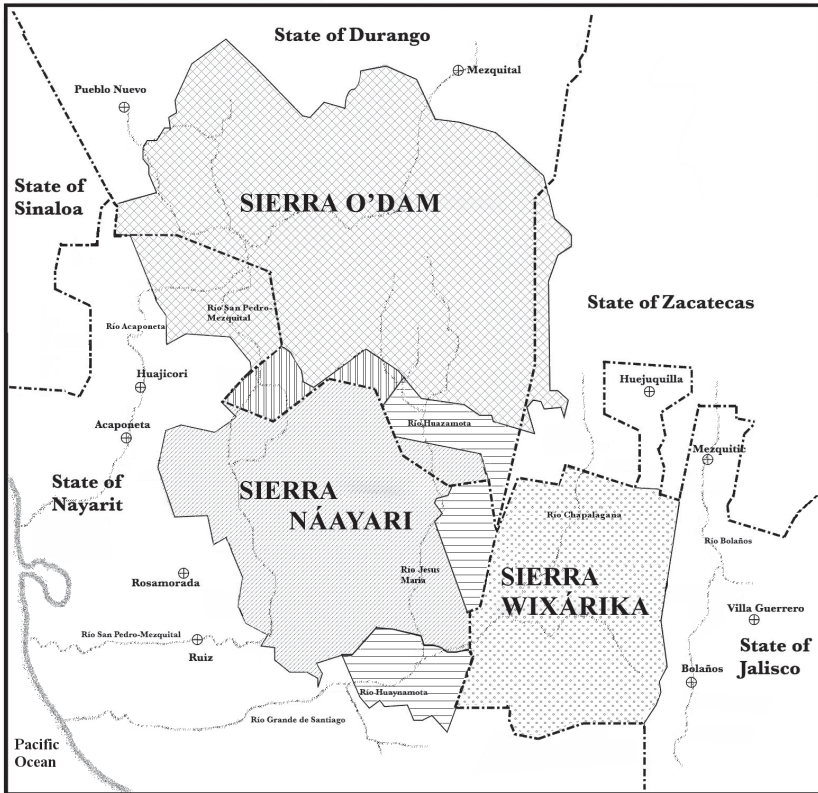 State of Durango
Mezquital
Pueblo Nuevo
State of
Sinaloa
SIERRA O’DAM
State of Zacatecas
Río San Pedro-
Mezquital
Río Acaponeta
Huajicori
Huejuquilla
Acaponeta
Río Huazamota
Mezquitic
State of
Nayarit
SIERRA
NÁAYARI
Río Chapalagana
Río Bolaños
Rosamorada
Río Jesus
María
SIERRA
WIXÁRIKA
Villa Guerrero
Río San Pedro-Mezquital
Ruiz
State of
Jalisco
Bolaños
Río Huaynamota
Río Grande de Santiago
Pacific
Ocean